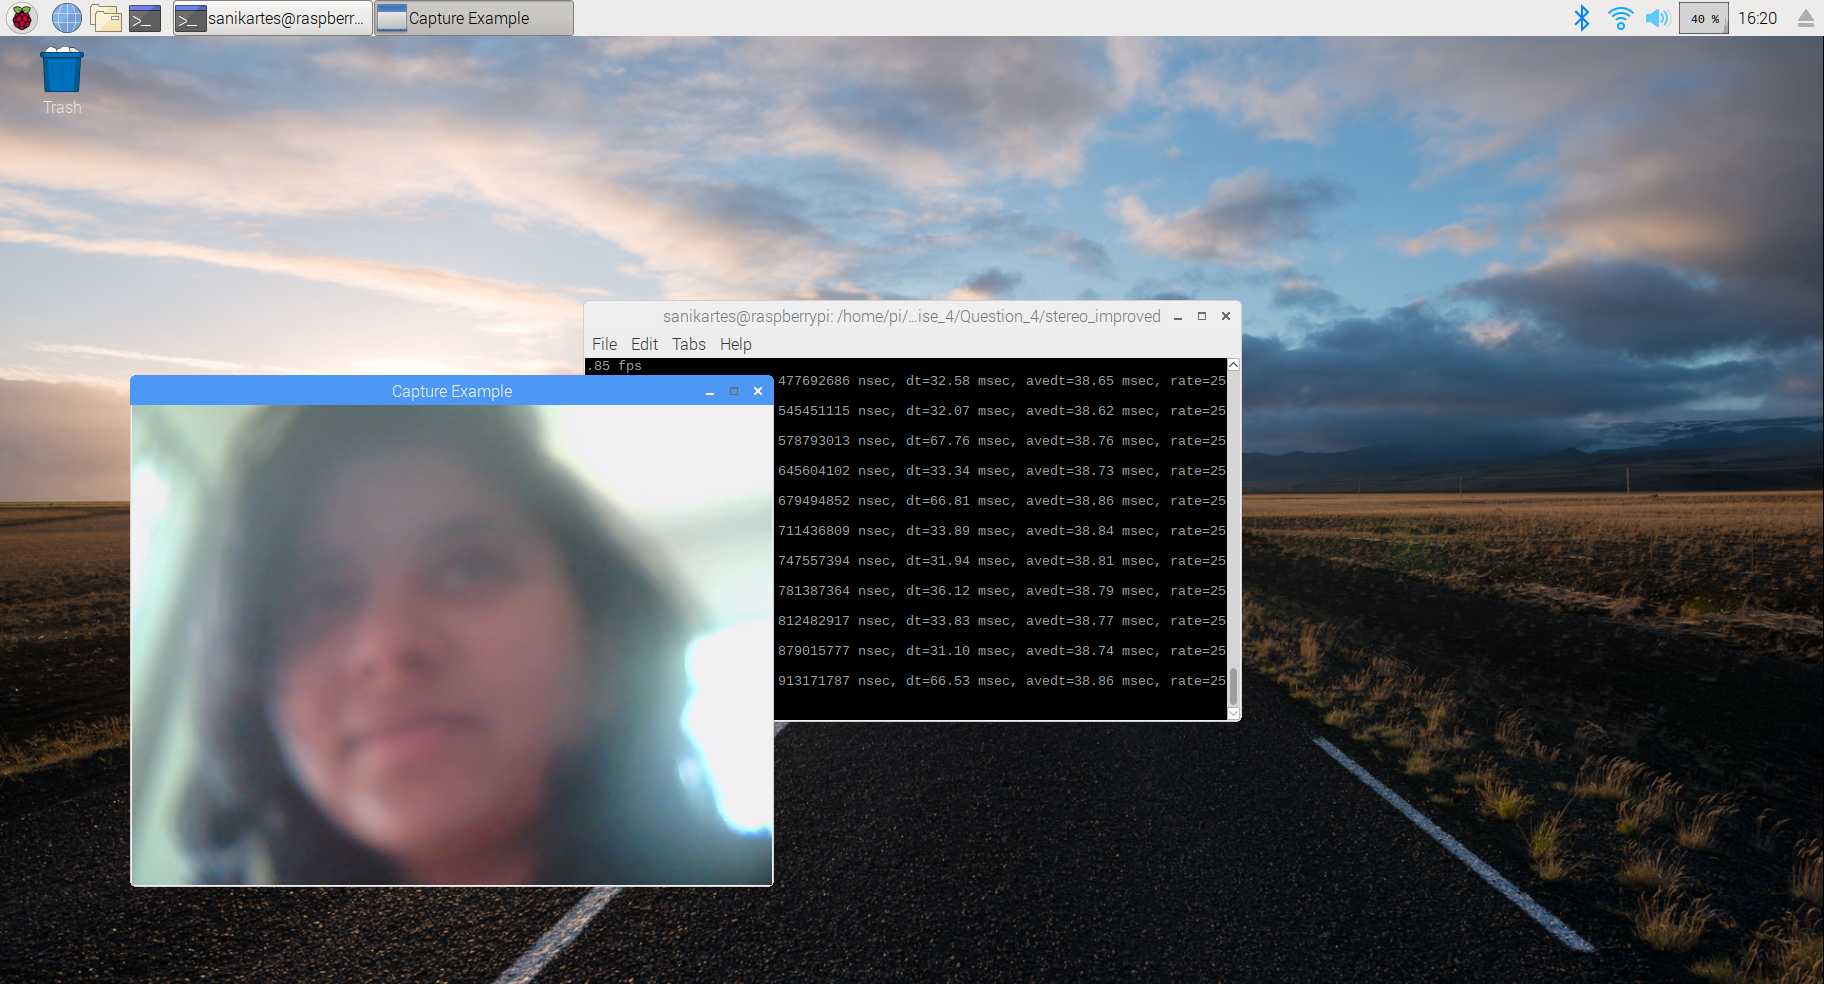 sanikartes@raspberr...
Capture Example
40 %
16:20
Trash
sanikartes@raspberrypi: /home/pi/...ise_4/Question_4/stereo_improved
File Edit Tabs Help
.85 fps
477692686 nsec, dt=32.58 msec, avedt=38.65 msec, rate=25
545451115 nsec, dt=32.07 msec, avedt=38.62 msec, rate=25
578793013 nsec, dt=67.76 msec, avedt=38.76 msec, rate=25
645604102 nsec, dt=33.34 msec, avedt=38.73 msec, rate=25
679494852 nsec, dt=66.81 msec, avedt=38.86 msec, rate=25
711436809 nsec, dt=33.89 msec, avedt=38.84 msec, rate=25
747557394 nsec, dt=31.94 msec, avedt=38.81 msec, rate=25
781387364 nsec, dt=36.12 msec, avedt=38.79 msec, rate=25
812482917 nsec, dt=33.83 msec, avedt=38.77 msec, rate=25
879015777 nsec, dt=31.10 msec, avedt=38.74 msec, rate=25
913171787 nsec, dt=66.53 msec, avedt=38.86 msec, rate=25
Capture Example